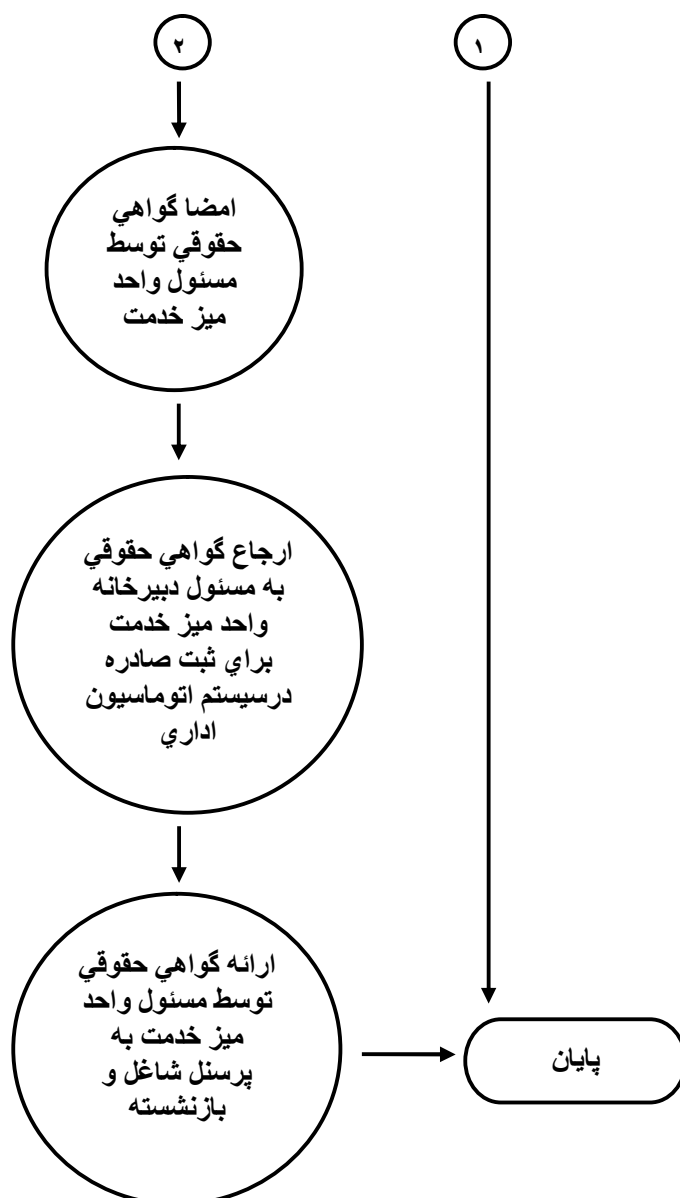 ۱
۲
امضا گواهي
حقوقي توسط
مسئول واحد
ميز خدمت
ارجاع گواهي حقوقي
به مسئول دبيرخانه
واحد ميز خدمت
براي ثبت صادره
درسيستم اتوماسيون
اداري
ارائه گواهي حقوقي
توسط مسئول واحد
ميز خدمت به
پرسنل شاغل و
بازنشسته
پايان